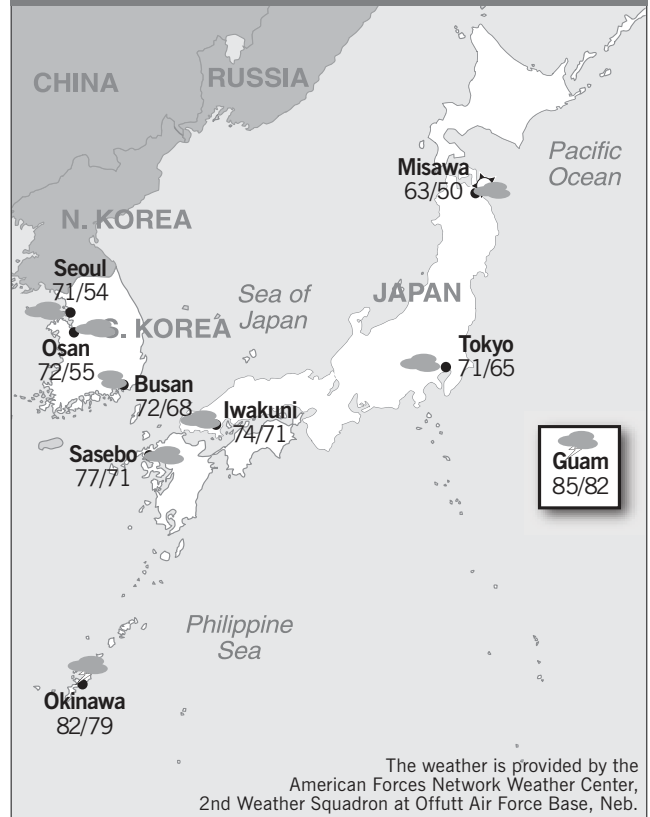 CHINA
RUSSIA
Pacific
Ocean
Misawa
63/50
N. KOREA
Seoul
71/54
Sea of
Japan
JAPAN
S. KOREA
Osan
72/55
Tokyo
71/65
Busan
72/68
Iwakuni
74/71
Sasebo
77/71
Guam
85/82
Philippine
Sea
Okinawa
82/79
The weather is provided by the
American Forces Network Weather Center,
2nd Weather Squadron at Offutt Air Force Base, Neb.